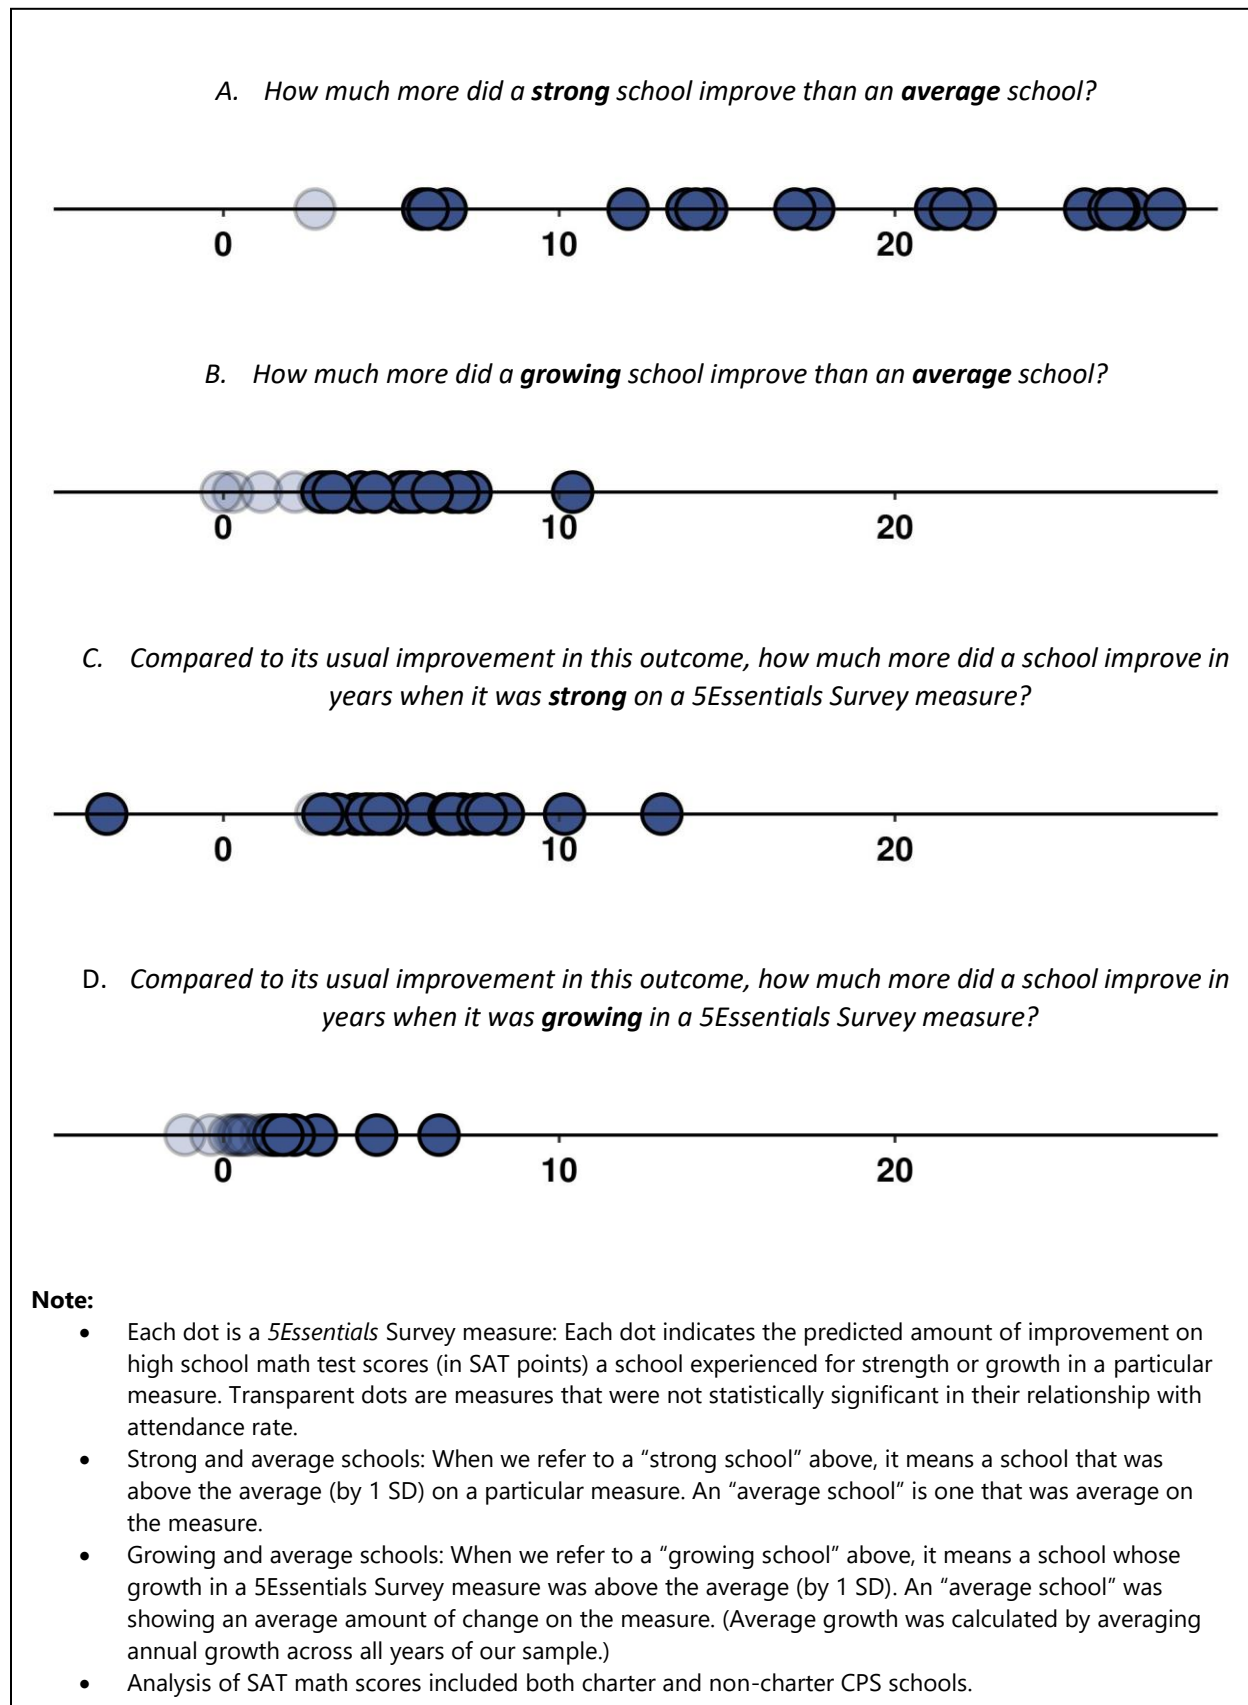 A. How much more did a strong school improve than an average school?
0 10 20
B. How much more did a growing school improve than an average school?
0 10 20
C. Compared to its usual improvement in this outcome, how much more did a school improve in
years when it was strong on a 5Essentials Survey measure?
0 10 20
D. Compared to its usual improvement in this outcome, how much more did a school improve in
years when it was growing in a 5Essentials Survey measure?
0 10 20
Note:
• Each dot is a 5Essentials Survey measure: Each dot indicates the predicted amount of improvement on
high school math test scores (in SAT points) a school experienced for strength or growth in a particular
measure. Transparent dots are measures that were not statistically significant in their relationship with
attendance rate.
• Strong and average schools: When we refer to a “strong school” above, it means a school that was
above the average (by 1 SD) on a particular measure. An “average school” is one that was average on
the measure.
• Growing and average schools: When we refer to a “growing school” above, it means a school whose
growth in a 5Essentials Survey measure was above the average (by 1 SD). An “average school” was
showing an average amount of change on the measure. (Average growth was calculated by averaging
annual growth across all years of our sample.)
• Analysis of SAT math scores included both charter and non-charter CPS schools.